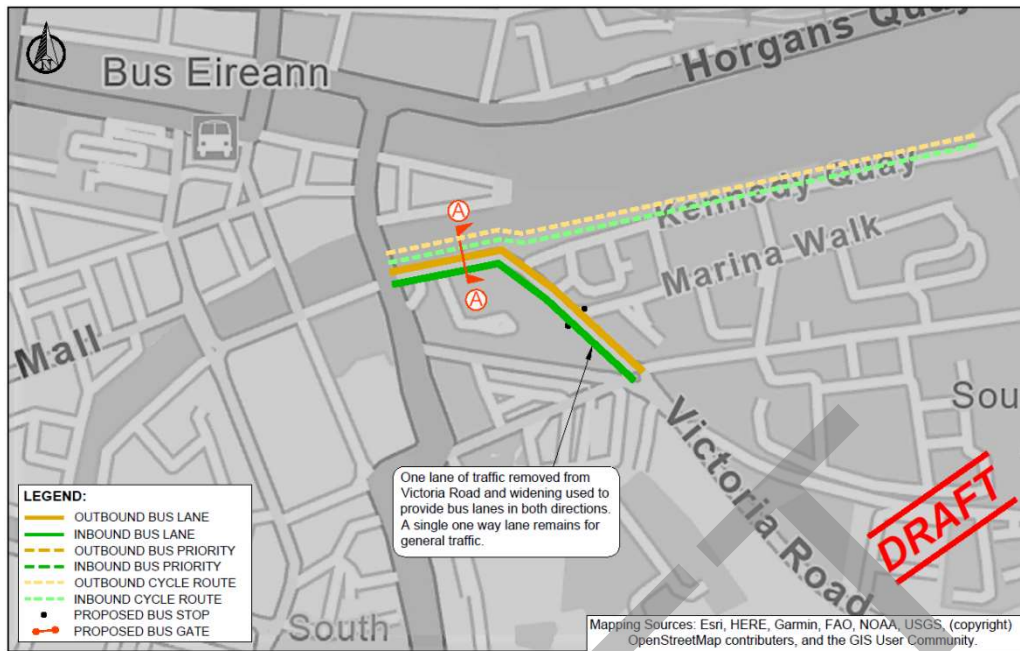 N
Bus Eireann
Horgans Quay
A
Kennedy Quay
Marina Walk
A
Mall
Sou
Victoria Road
One lane of traffic removed from
Victoria Road and widening used to
provide bus lanes in both directions.
A single one way lane remains for
general traffic.
LEGEND:
OUTBOUND BUS LANE
INBOUND BUS LANE
OUTBOUND BUS PRIORITY
INBOUND BUS PRIORITY
OUTBOUND CYCLE ROUTE
INBOUND CYCLE ROUTE
PROPOSED BUS STOP
PROPOSED BUS GATE
South
DRAFT
Mapping Sources: Esri, HERE, Garmin, FAO, NOAA, USGS, (copyright)
OpenStreetMap contributers, and the GIS User Community.